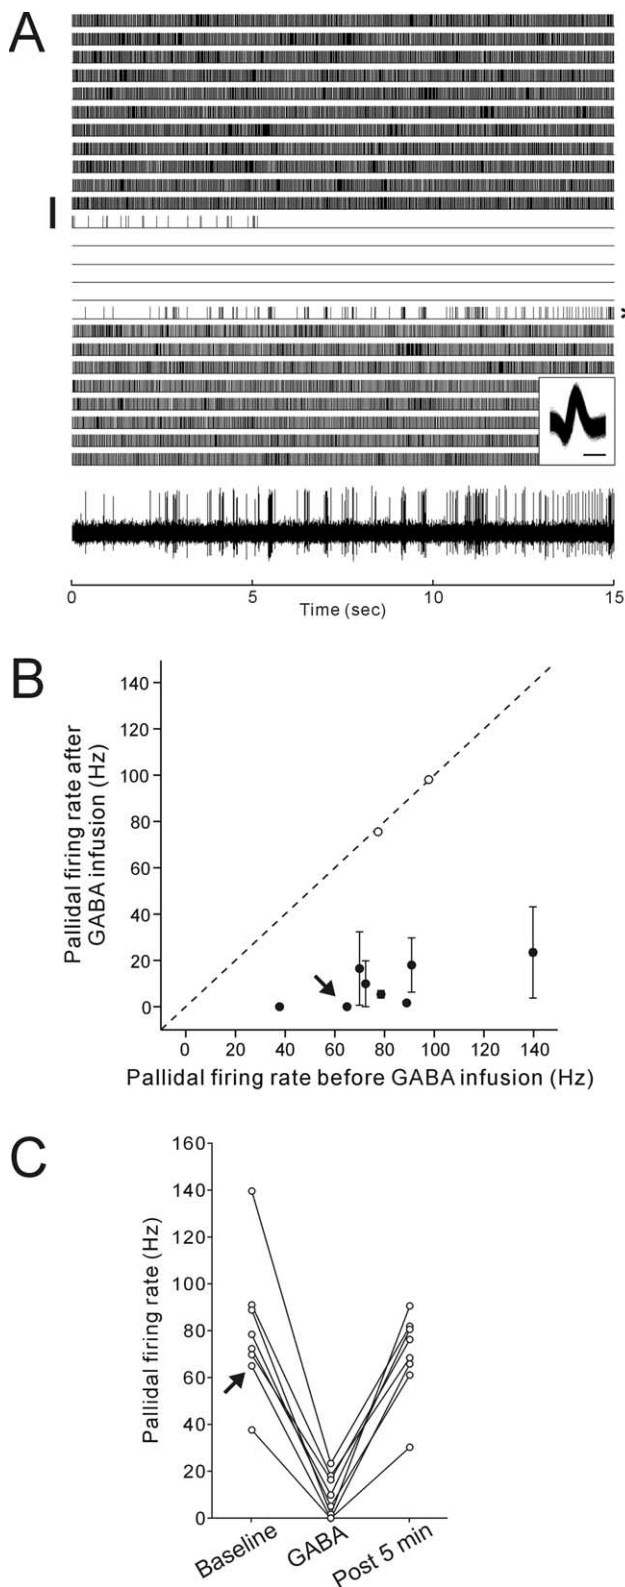 A
0 5 10 15
Time (sec)
B
Pallidal firing rate after
GABA infusion (Hz)
140
120
100
80
60
40
20
0
0 20 40 60 80 100 120 140
Pallidal firing rate before GABA infusion (Hz)
C
Pallidal firing rate (Hz)
160
140
120
100
80
60
40
20
0
Baseline GABA Post 5 min